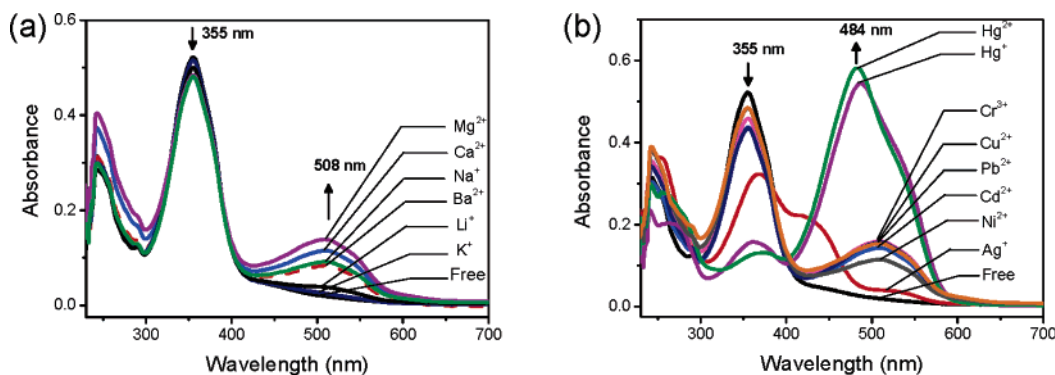 (a)
355 nm
508 nm
Mg²⁺
Ca²⁺
Na⁺
Ba²⁺
Li⁺
K⁺
Free
0.6
0.4
0.2
0.0
Absorbance
300 400 500 600 700
Wavelength (nm)
(b)
355 nm
484 nm
Hg²⁺
Hg⁺
Cr³⁺
Cu²⁺
Pb²⁺
Cd²⁺
Ni²⁺
Ag⁺
Free
0.6
0.4
0.2
0.0
Absorbance
300 400 500 600 700
Wavelength (nm)